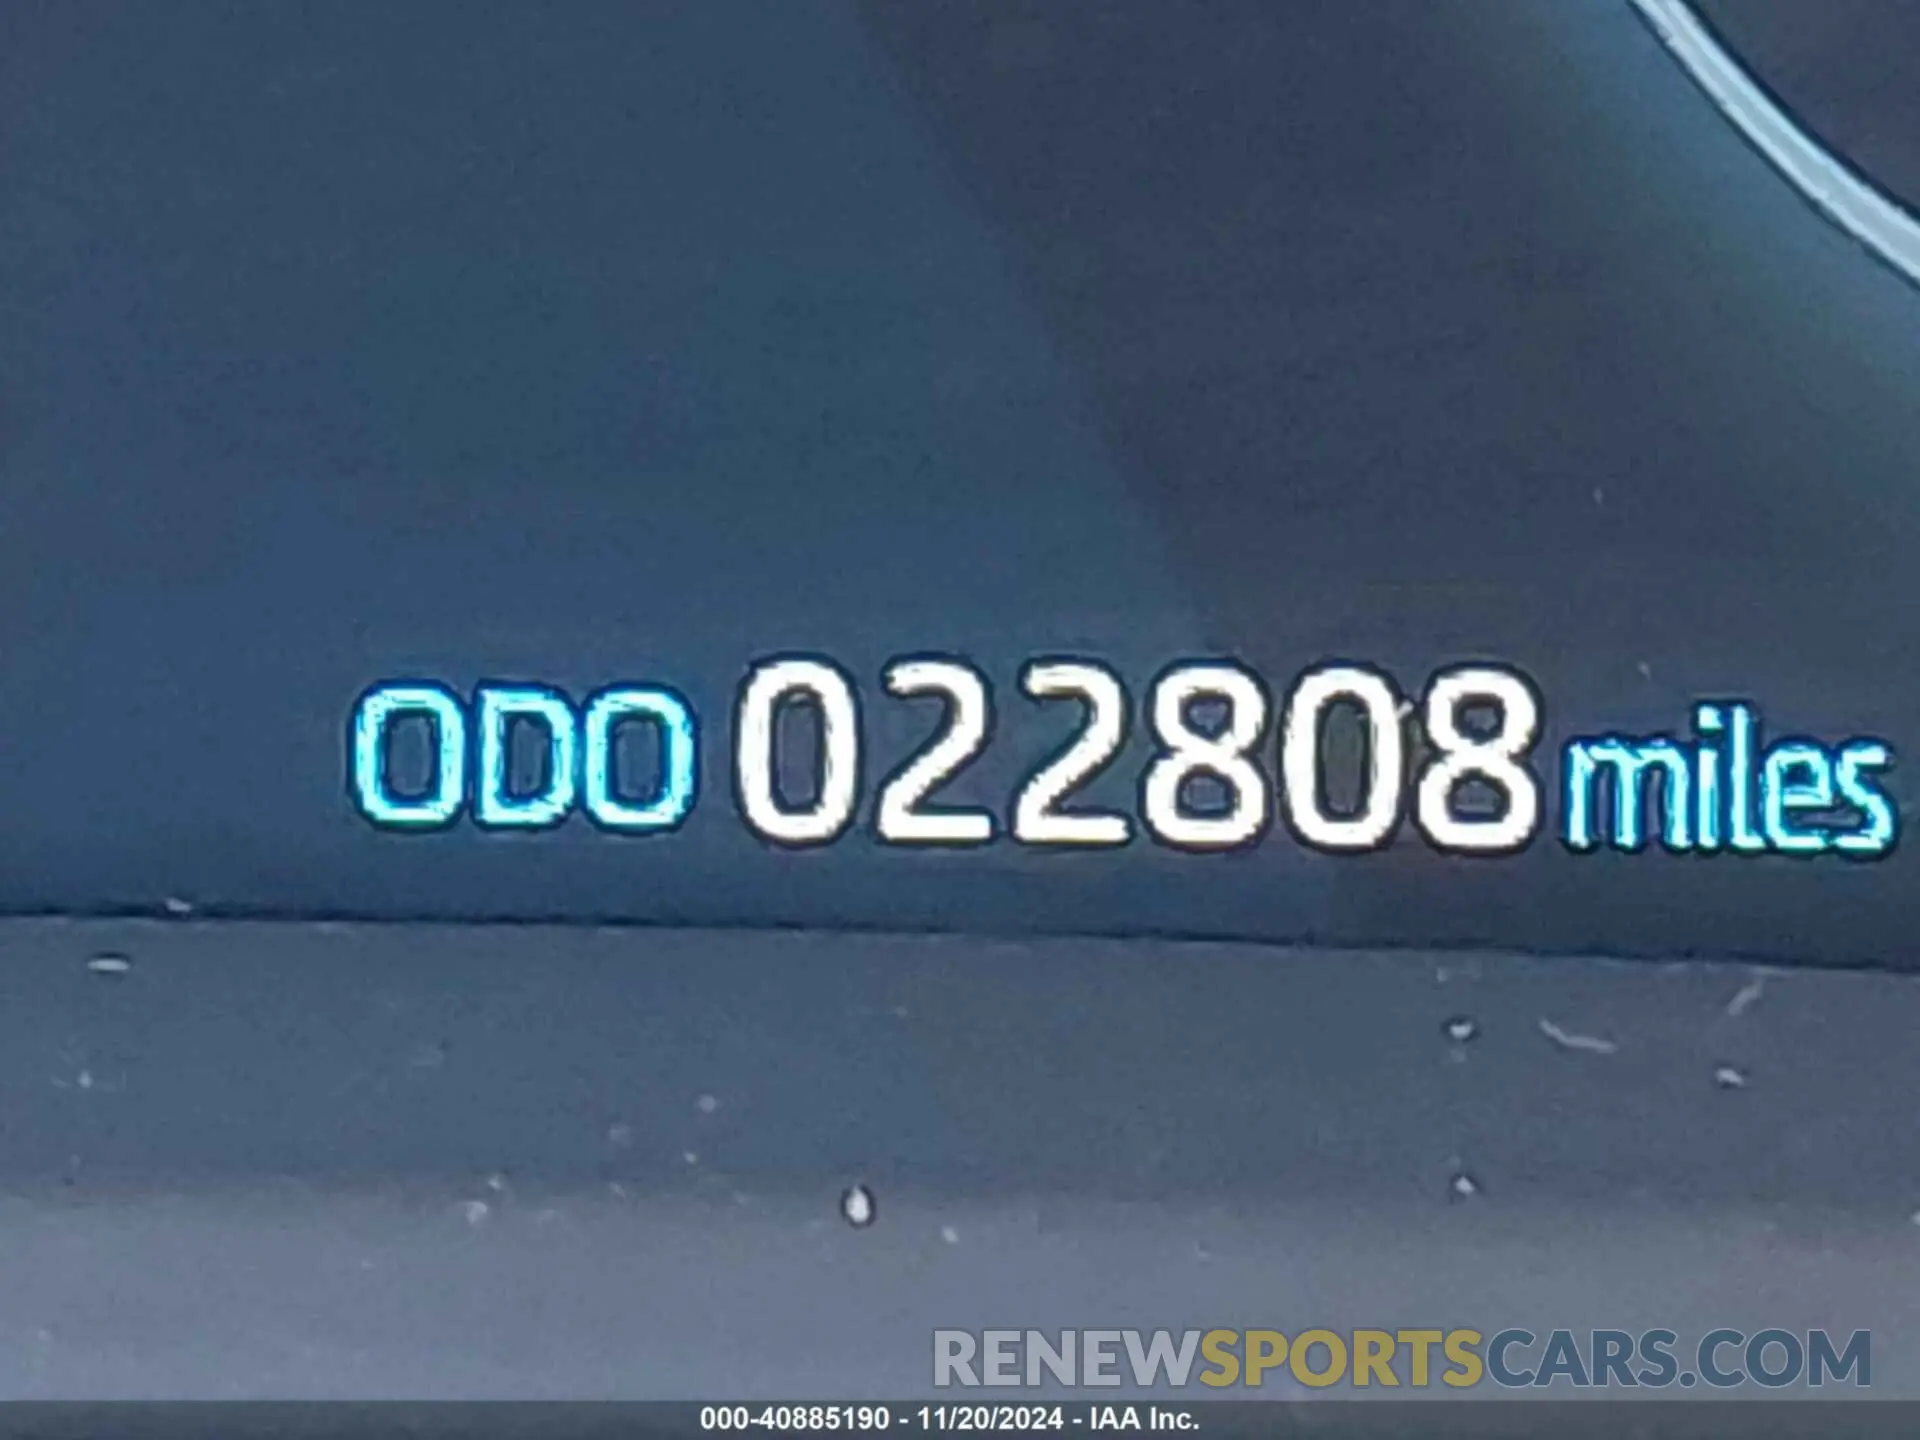 ODO 022808 miles
RENEWSPORTSCARS.COM
000-40885190 - 11/20/2024 - IAA Inc.